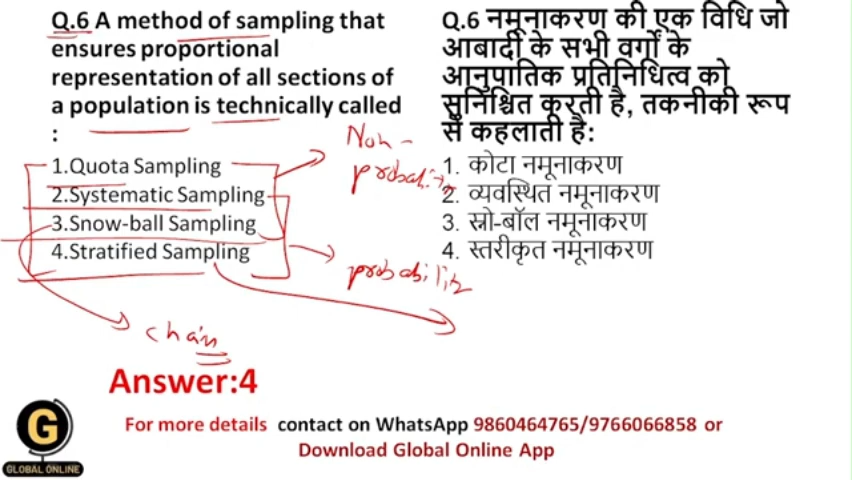 Q.6 A method of sampling that
ensures proportional
representation of all sections of
a population is technically called
:
1.Quota Sampling
2.Systematic Sampling
3.Snow-ball Sampling
4.Stratified Sampling
Non -
probability
probability
chain
Q.6 नमूनाकरण की एक विधि जो
आबादी के सभी वर्गों के
आनुपातिक प्रतिनिधित्व को
सुनिश्चित करती है, तकनीकी रूप
से कहलाती है:
1. कोटा नमूनाकरण
2. व्यवस्थित नमूनाकरण
3. स्नो-बॉल नमूनाकरण
4. स्तरीकृत नमूनाकरण
Answer:4
For more details contact on WhatsApp 9860464765/9766066858 or
Download Global Online App
G
GLOBAL ONLINE